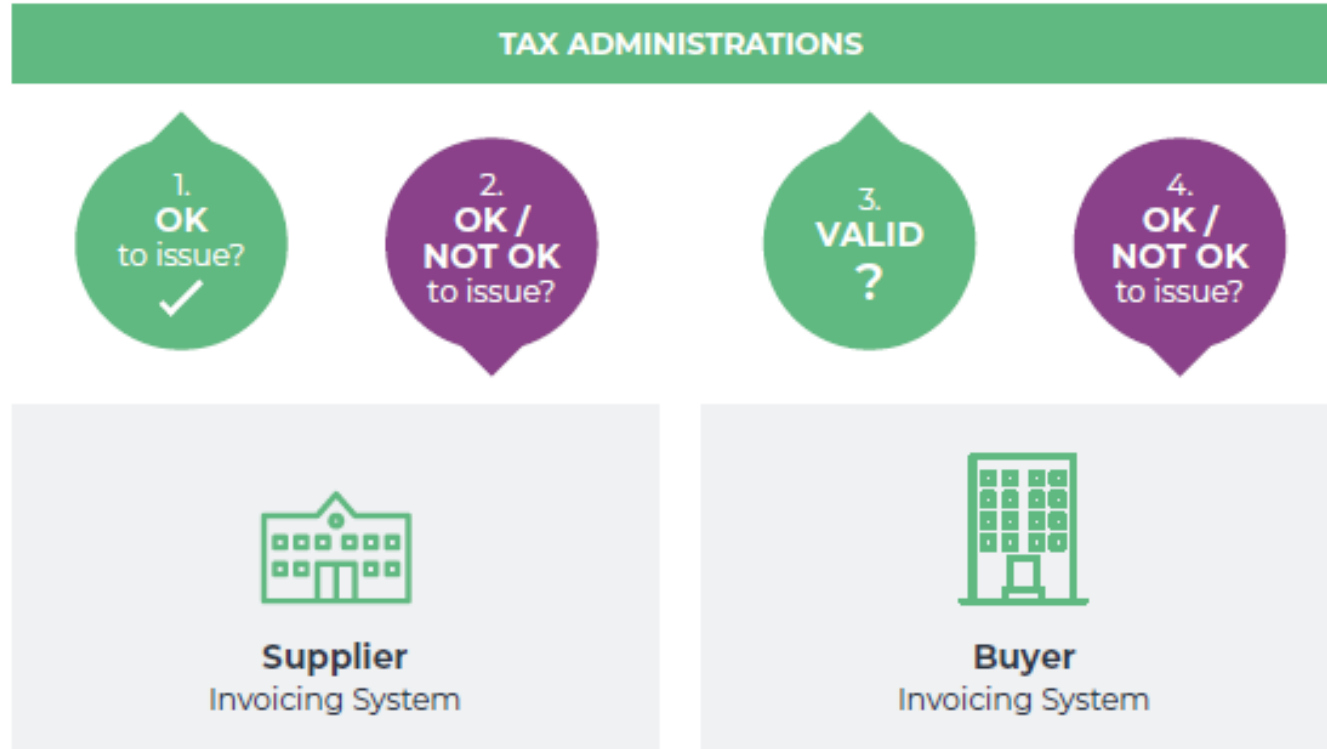 TAX ADMINISTRATIONS
1.
OK
to issue?
2.
OK /
NOT OK
to issue?
3.
VALID
?
4.
OK /
NOT OK
to issue?
Supplier
Invoicing System
Buyer
Invoicing System